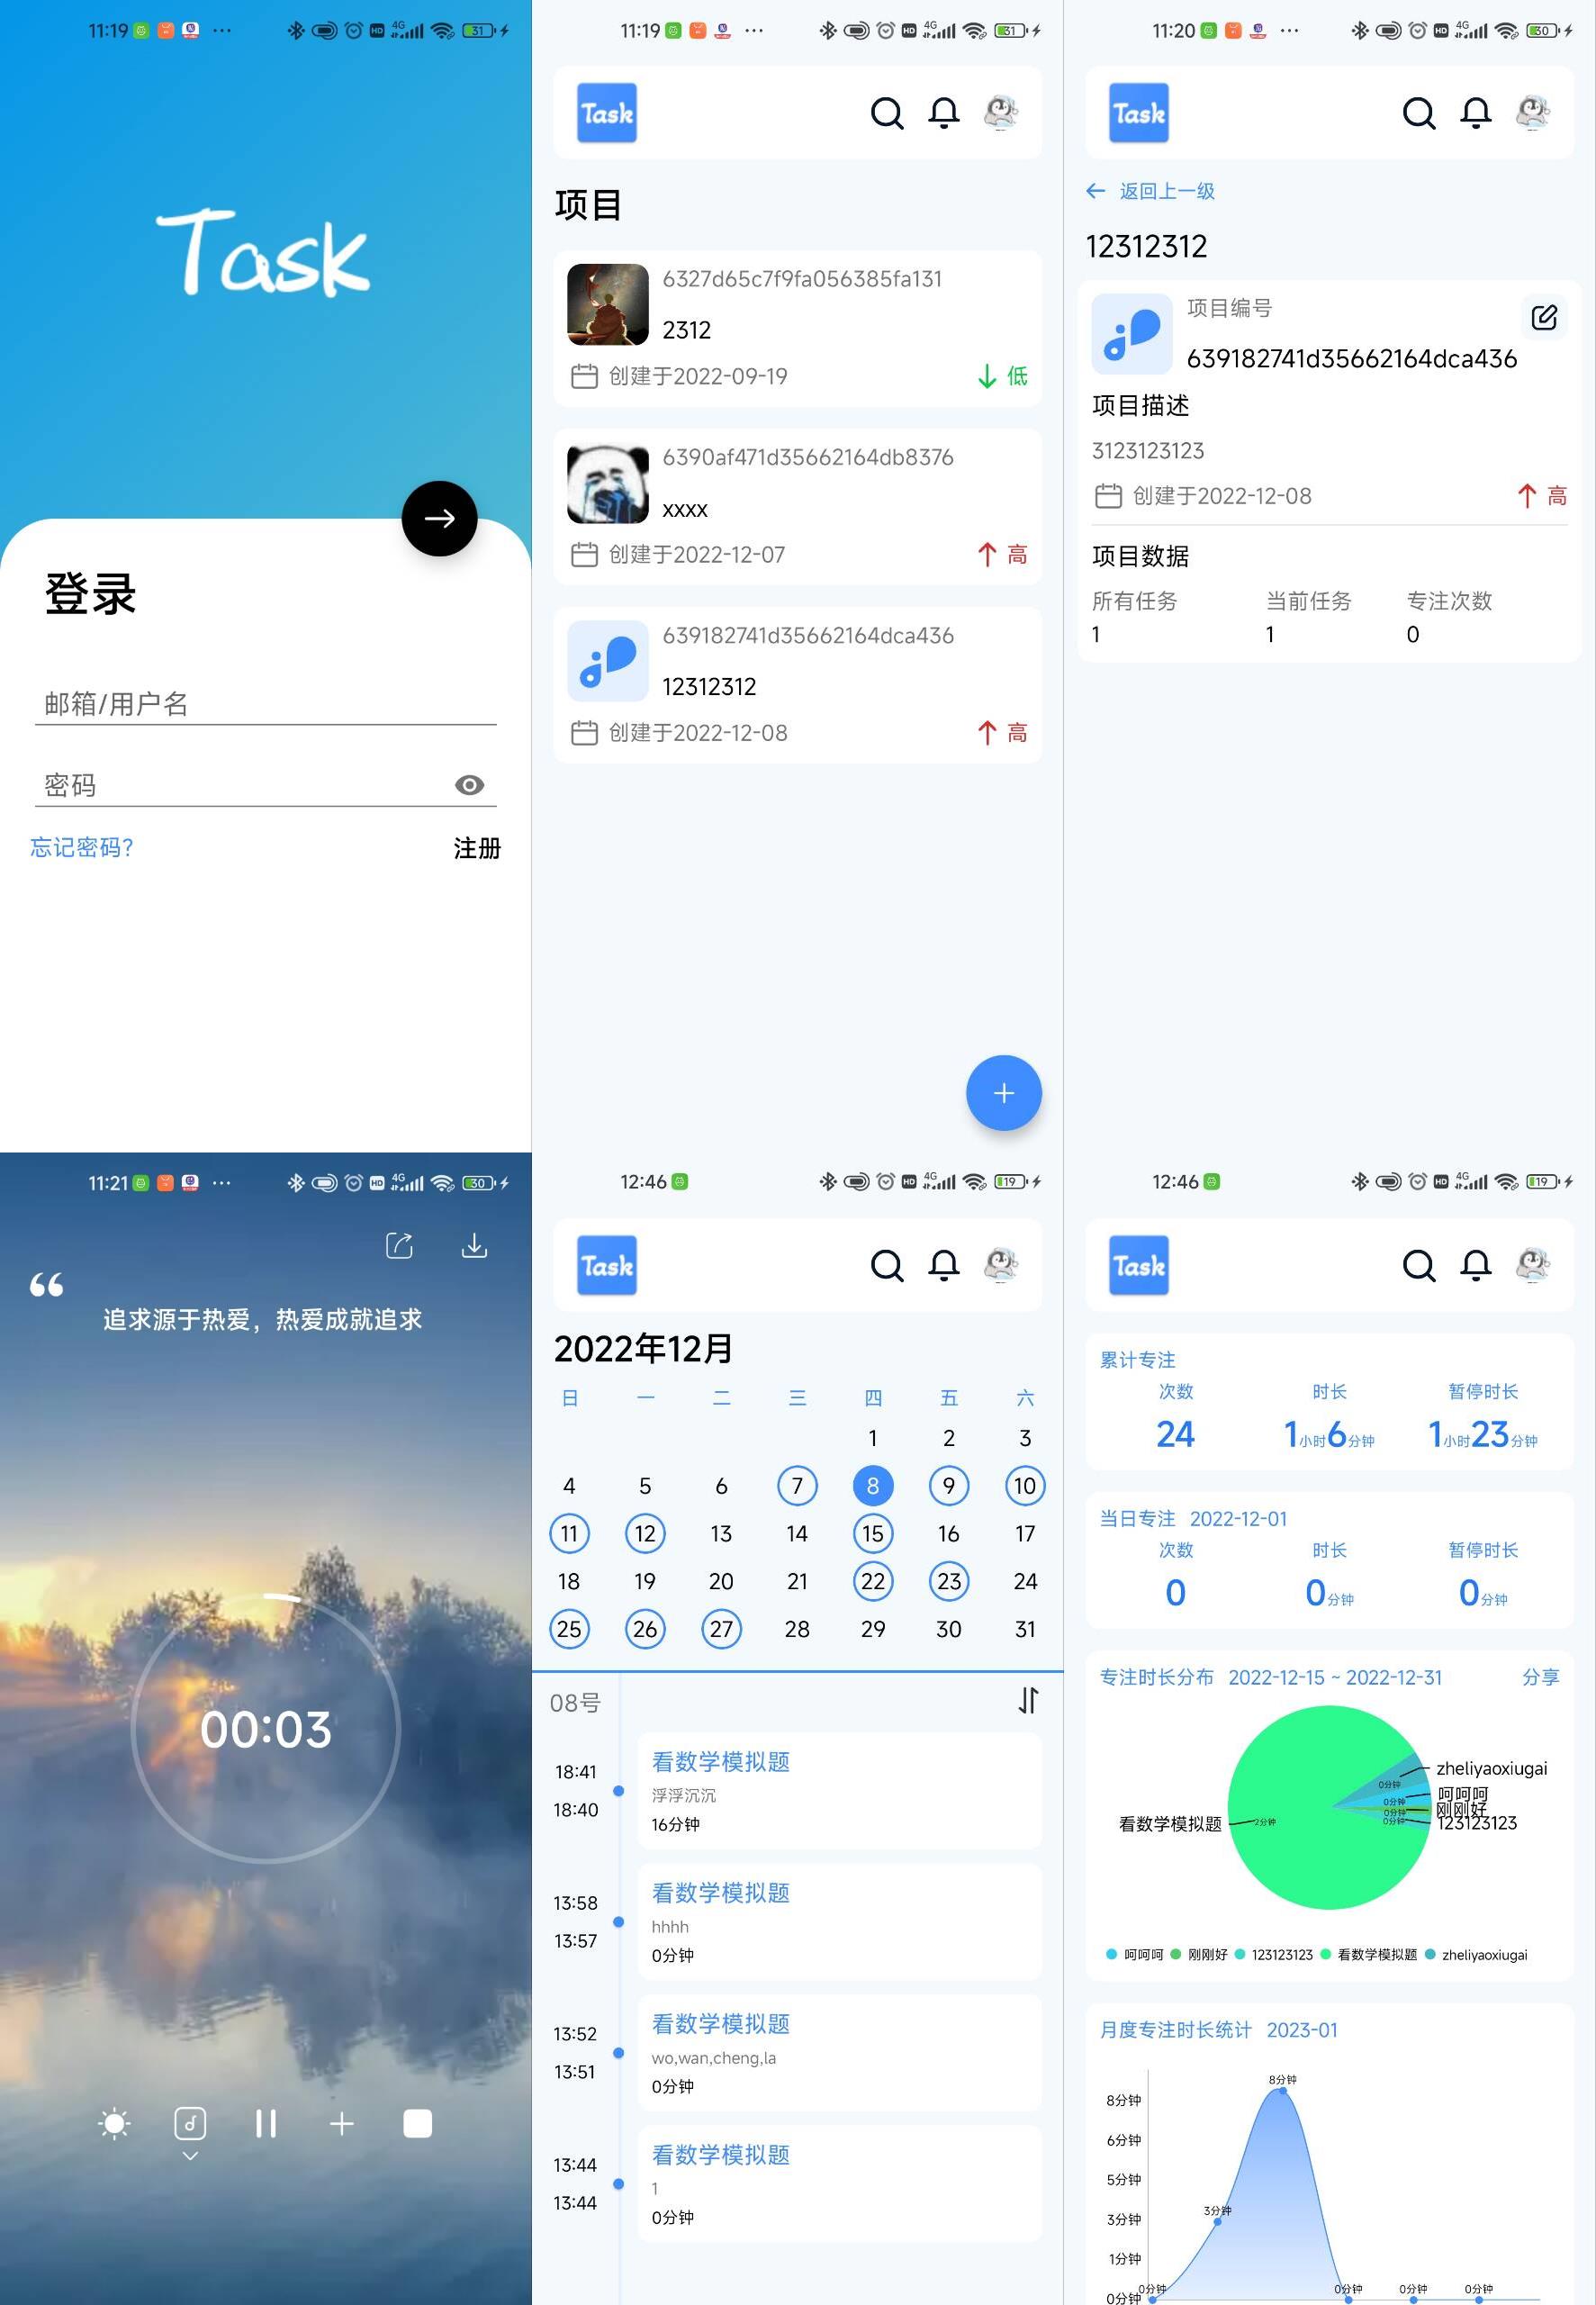 11:19
4G
31
Task
登录
邮箱/用户名
密码
忘记密码?
注册
11:19
4G
31
Task
项目
6327d65c7f9fa056385fa131
2312
创建于2022-09-19
低
6390af471d35662164db8376
xxxx
创建于2022-12-07
高
639182741d35662164dca436
12312312
创建于2022-12-08
高
11:20
4G
30
Task
返回上一级
12312312
项目编号
639182741d35662164dca436
项目描述
3123123123
创建于2022-12-08
高
项目数据
所有任务 当前任务 专注次数
1 1 0
11:21
4G
30
追求源于热爱，热爱成就追求
00:03
12:46
4G
19
Task
2022年12月
日 一 二 三 四 五 六
1 2 3
4 5 6 7 8 9 10
11 12 13 14 15 16 17
18 19 20 21 22 23 24
25 26 27 28 29 30 31
08号
18:41
18:40
看数学模拟题
浮浮沉沉
16分钟
13:58
13:57
看数学模拟题
hhhh
0分钟
13:52
13:51
看数学模拟题
wo,wan,cheng,la
0分钟
13:44
13:44
看数学模拟题
1
0分钟
12:46
4G
19
Task
累计专注
次数 时长 暂停时长
24 1小时6分钟 1小时23分钟
当日专注 2022-12-01
次数 时长 暂停时长
0 0分钟 0分钟
专注时长分布 2022-12-15 ~ 2022-12-31 分享
zheliyaoxiugai
0分钟
呵呵呵
0分钟
刚刚好
0分钟
123123123
0分钟
看数学模拟题
2分钟
呵呵呵 刚刚好 123123123 看数学模拟题 zheliyaoxiugai
月度专注时长统计 2023-01
8分钟
8分钟
6分钟
5分钟
3分钟
3分钟
1分钟
0分钟
0分钟 0分钟 0分钟 0分钟